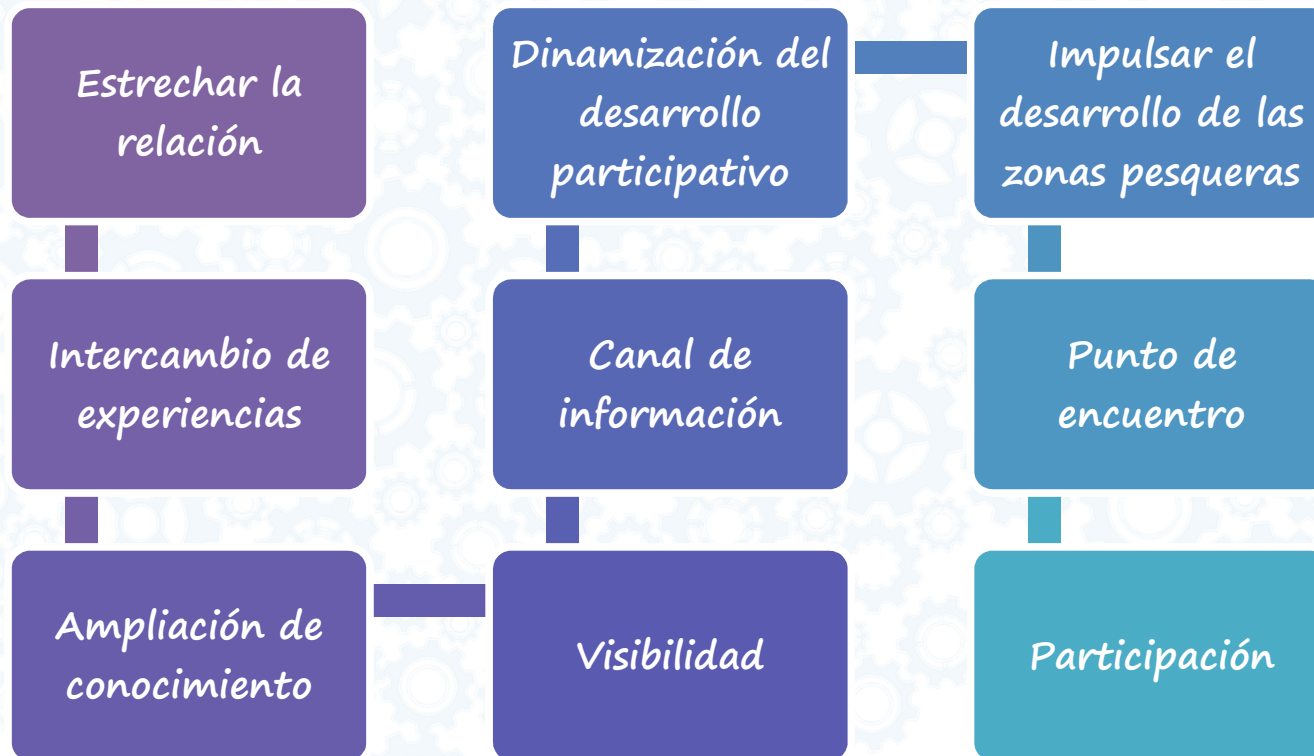 Estrechar la
relación
Intercambio de
experiencias
Ampliación de
conocimiento
Visibilidad
Canal de
información
Dinamización del
desarrollo
participativo
Impulsar el
desarrollo de las
zonas pesqueras
Punto de
encuentro
Participación